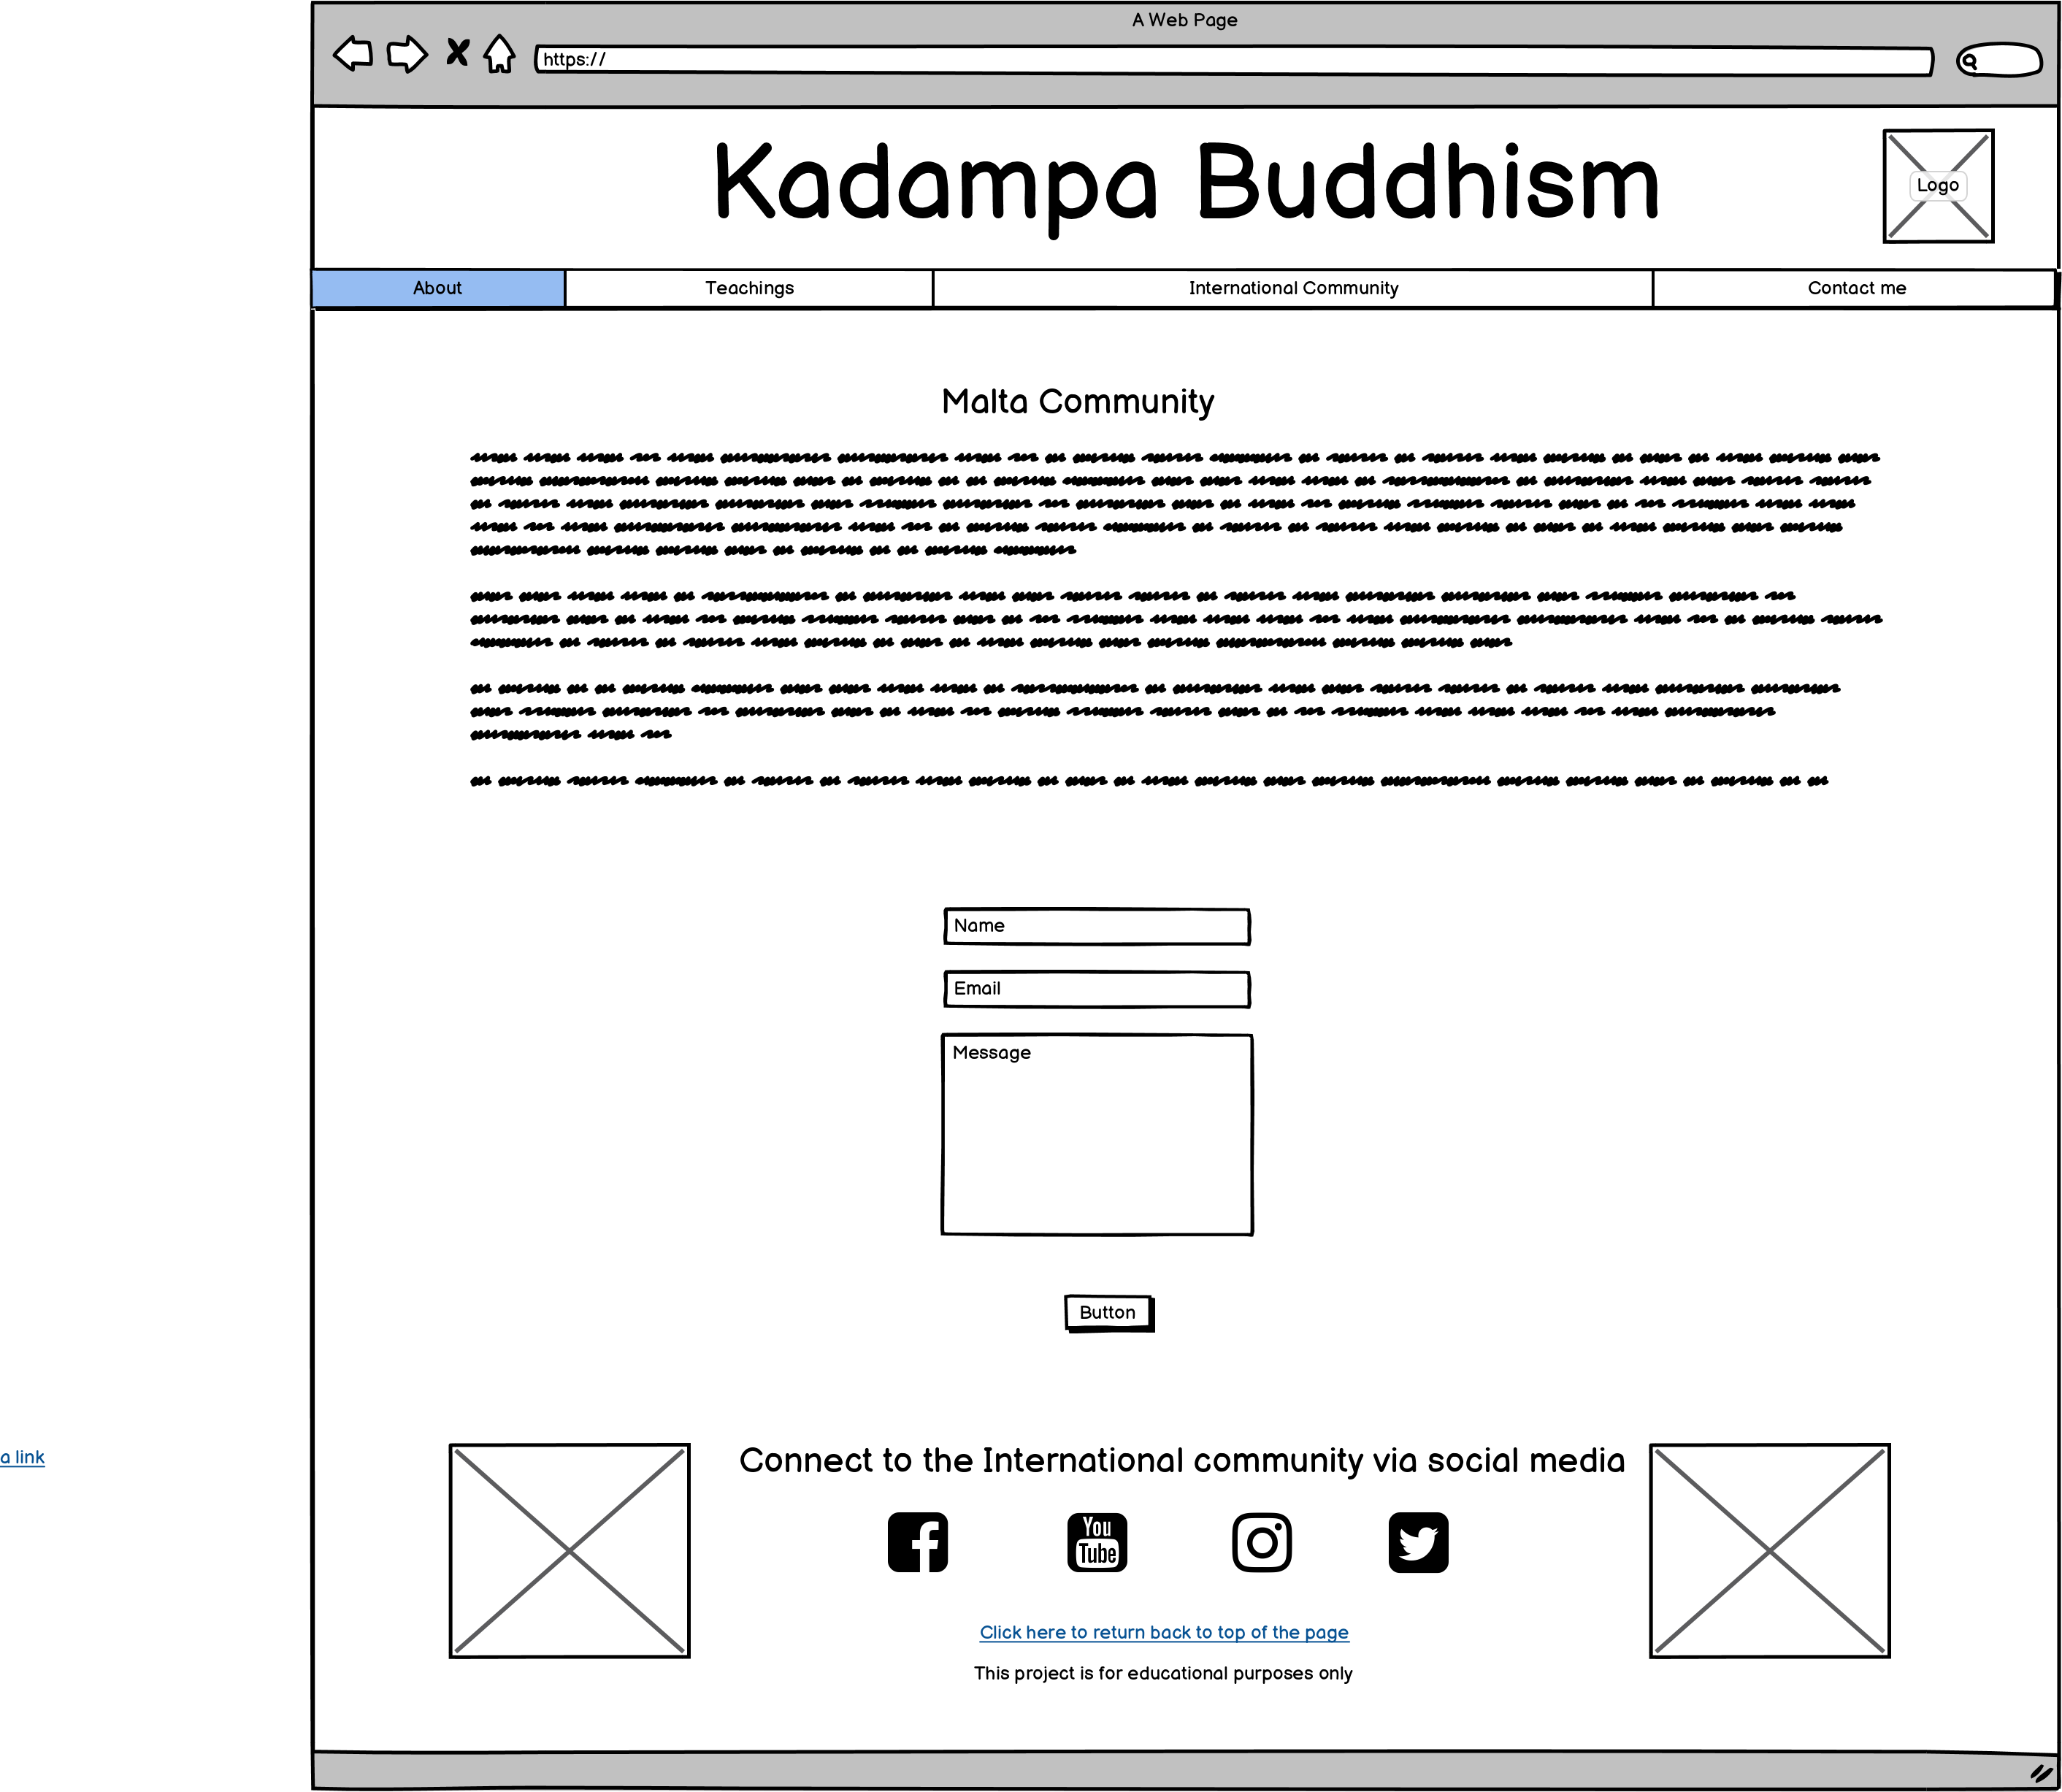 A Web Page
https://
Kadampa Buddhism
Logo
About
Teachings
International Community
Contact me
Malta Community
Name
Email
Message
Button
a link
Connect to the International community via social media
You
Tube
Click here to return back to top of the page
This project is for educational purposes only